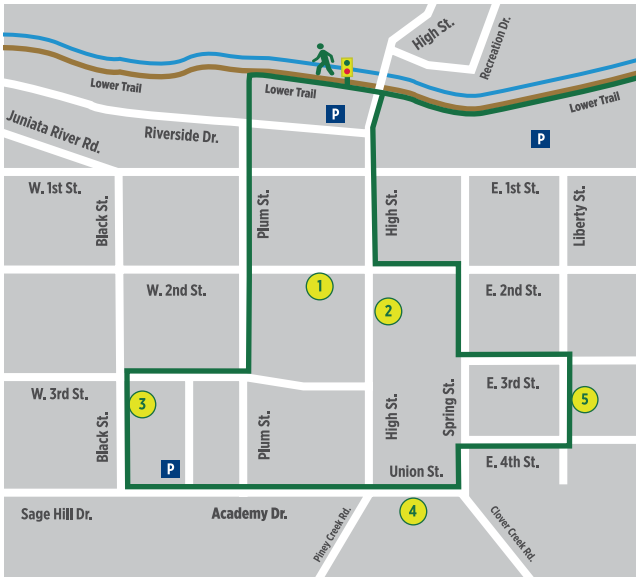 High St.
Recreation Dr.
Lower Trail
Lower Trail
Lower Trail
P
P
Juniata River Rd.
Riverside Dr.
W. 1st St.
Black St.
Plum St.
High St.
E. 1st St.
Liberty St.
W. 2nd St.
1
2
E. 2nd St.
W. 3rd St.
3
Black St.
Plum St.
High St.
Spring St.
E. 3rd St.
5
P
Union St.
E. 4th St.
Sage Hill Dr.
Academy Dr.
Piney Creek Rd.
4
Clover Creek Rd.